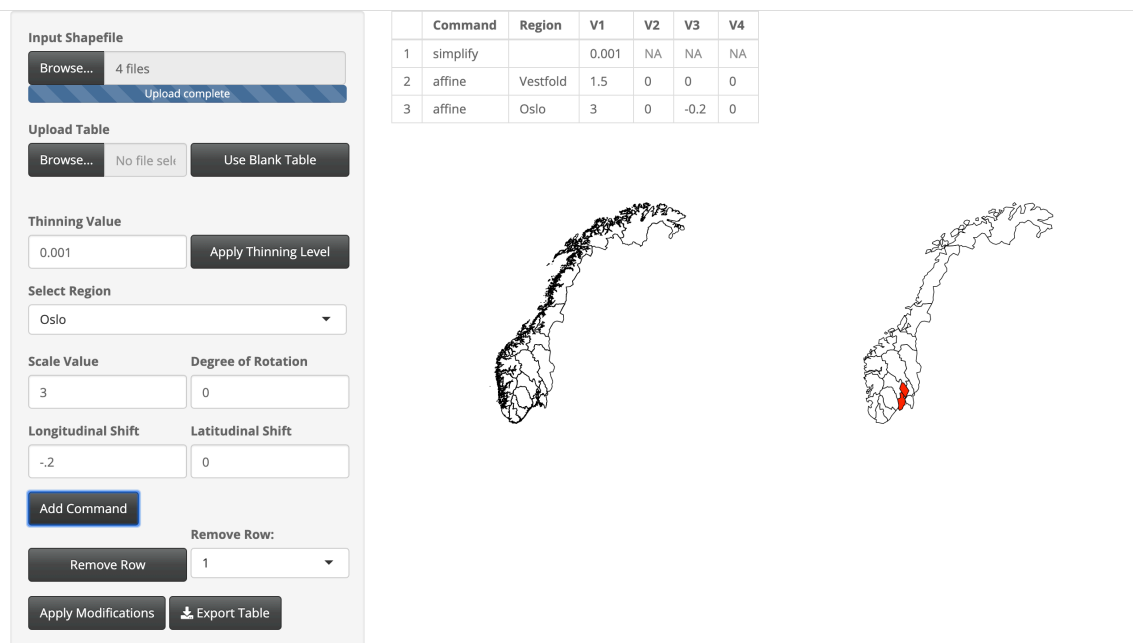 Input Shapefile
Browse... 4 files
Upload complete
Upload Table
Browse... No file sele Use Blank Table
Thinning Value
0.001 Apply Thinning Level
Select Region
Oslo
Scale Value Degree of Rotation
3 0
Longitudinal Shift Latitudinal Shift
-.2 0
Add Command
Remove Row:
Remove Row 1
Apply Modifications Export Table
Command Region V1 V2 V3 V4
1 simplify 0.001 NA NA NA
2 affine Vestfold 1.5 0 0 0
3 affine Oslo 3 0 -0.2 0